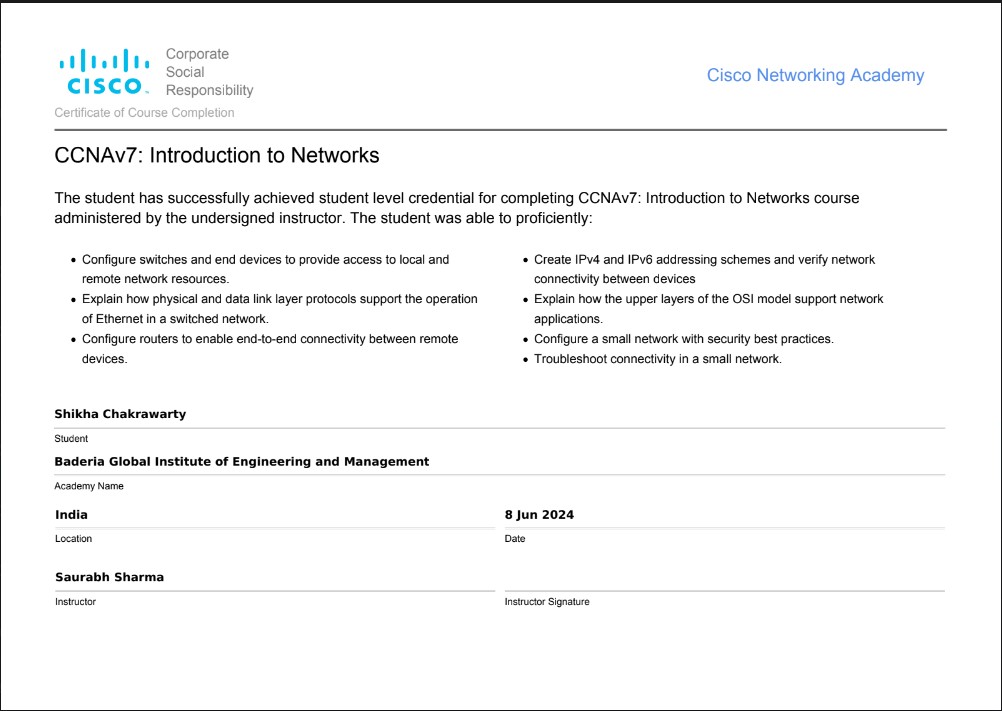 Corporate
Social
Responsibility
CISCO
Cisco Networking Academy
Certificate of Course Completion
CCNAv7: Introduction to Networks
The student has successfully achieved student level credential for completing CCNAv7: Introduction to Networks course
administered by the undersigned instructor. The student was able to proficiently:
• Configure switches and end devices to provide access to local and
remote network resources.
• Explain how physical and data link layer protocols support the operation
of Ethernet in a switched network.
• Configure routers to enable end-to-end connectivity between remote
devices.
• Create IPv4 and IPv6 addressing schemes and verify network
connectivity between devices
• Explain how the upper layers of the OSI model support network
applications.
• Configure a small network with security best practices.
• Troubleshoot connectivity in a small network.
Shikha Chakrawarty
Student
Baderia Global Institute of Engineering and Management
Academy Name
India
Location
8 Jun 2024
Date
Saurabh Sharma
Instructor
Instructor Signature